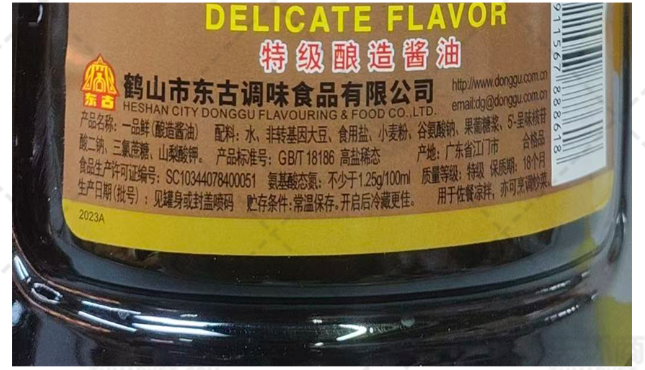 DELICATE FLAVOR
特级酿造酱油
东古
鹤山市东古调味食品有限公司
HESHAN CITY DONGGU FLAVOURING & FOOD CO.,LTD.
http://www.donggu.com.cn
email:dg@donggu.com.cn
产品名称：一品鲜（酿造酱油） 配料：水、非转基因大豆、食用盐、小麦粉、谷氨酸钠、果葡糖浆、5'-呈味核苷
酸二钠、三氯蔗糖、山梨酸钾。 产品标准号：GB/T 18186 高盐稀态 产地：广东省江门市 合格品
食品生产许可证编号：SC10344078400051 氨基酸态氮：不少于1.25g/100ml 质量等级：特级 保质期：18个月
生产日期（批号）：见罐身或封盖喷码 贮存条件：常温保存，开启后冷藏更佳。 用于佐餐凉拌，亦可烹调炒菜
2023A
911567 888618